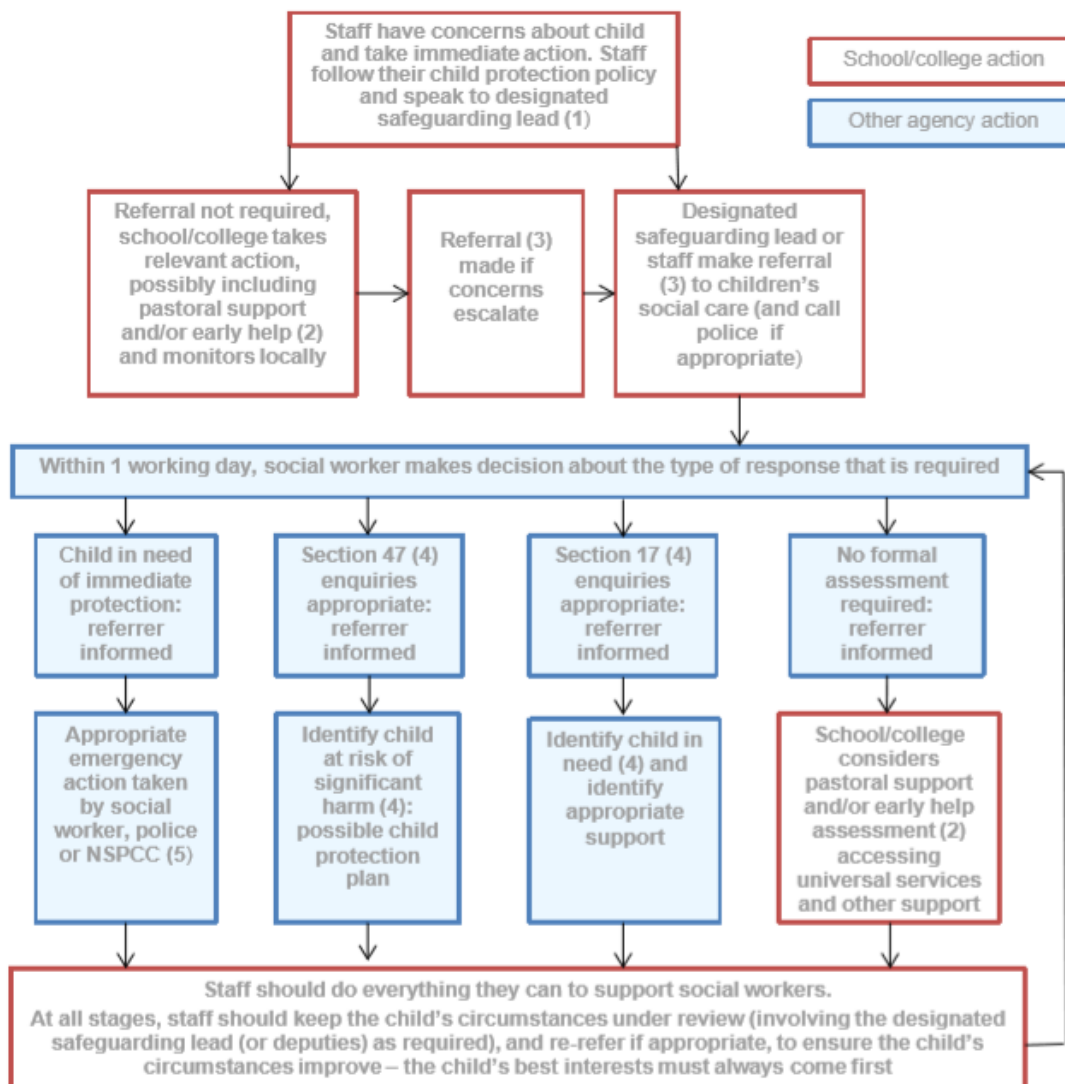 Staff have concerns about child
and take immediate action. Staff
follow their child protection policy
and speak to designated
safeguarding lead (1)
School/college action
Other agency action
Referral not required,
school/college takes
relevant action,
possibly including
pastoral support
and/or early help (2)
and monitors locally
Referral (3)
made if
concerns
escalate
Designated
safeguarding lead or
staff make referral
(3) to children's
social care (and call
police if
appropriate)
Within 1 working day, social worker makes decision about the type of response that is required
Child in need
of immediate
protection:
referrer
informed
Section 47 (4)
enquiries
appropriate:
referrer
informed
Section 17 (4)
enquiries
appropriate:
referrer
informed
No formal
assessment
required:
referrer
informed
Appropriate
emergency
action taken
by social
worker, police
or NSPCC (5)
Identify child
at risk of
significant
harm (4):
possible child
protection
plan
Identify child in
need (4) and
identify
appropriate
support
School/college
considers
pastoral support
and/or early help
assessment (2)
accessing
universal services
and other support
Staff should do everything they can to support social workers.
At all stages, staff should keep the child's circumstances under review (involving the designated
safeguarding lead (or deputies) as required), and re-refer if appropriate, to ensure the child's
circumstances improve – the child's best interests must always come first